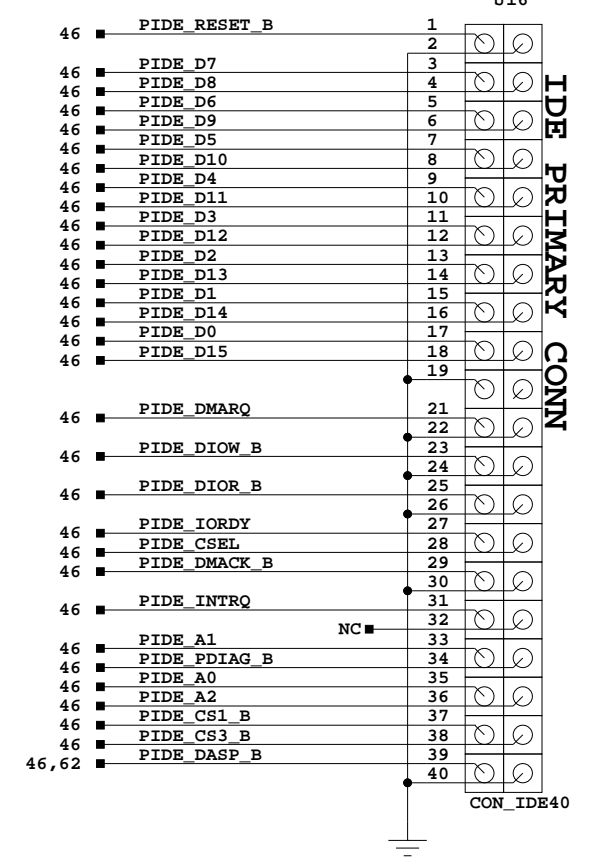 U16
46 PIDE_RESET_B 1
2
46 PIDE_D7 3
46 PIDE_D8 4
46 PIDE_D6 5
46 PIDE_D9 6
46 PIDE_D5 7
46 PIDE_D10 8
46 PIDE_D4 9
46 PIDE_D11 10
46 PIDE_D3 11
46 PIDE_D12 12
46 PIDE_D2 13
46 PIDE_D13 14
46 PIDE_D1 15
46 PIDE_D14 16
46 PIDE_D0 17
46 PIDE_D15 18
19
46 PIDE_DMARQ 21
22
46 PIDE_DIOW_B 23
24
46 PIDE_DIOR_B 25
26
46 PIDE_IORDY 27
46 PIDE_CSEL 28
46 PIDE_DMACK_B 29
30
46 PIDE_INTRQ 31
NC 32
46 PIDE_A1 33
46 PIDE_PDIAG_B 34
46 PIDE_A0 35
46 PIDE_A2 36
46 PIDE_CS1_B 37
46 PIDE_CS3_B 38
46,62 PIDE_DASP_B 39
40
CON_IDE40
IDE PRIMARY CONN